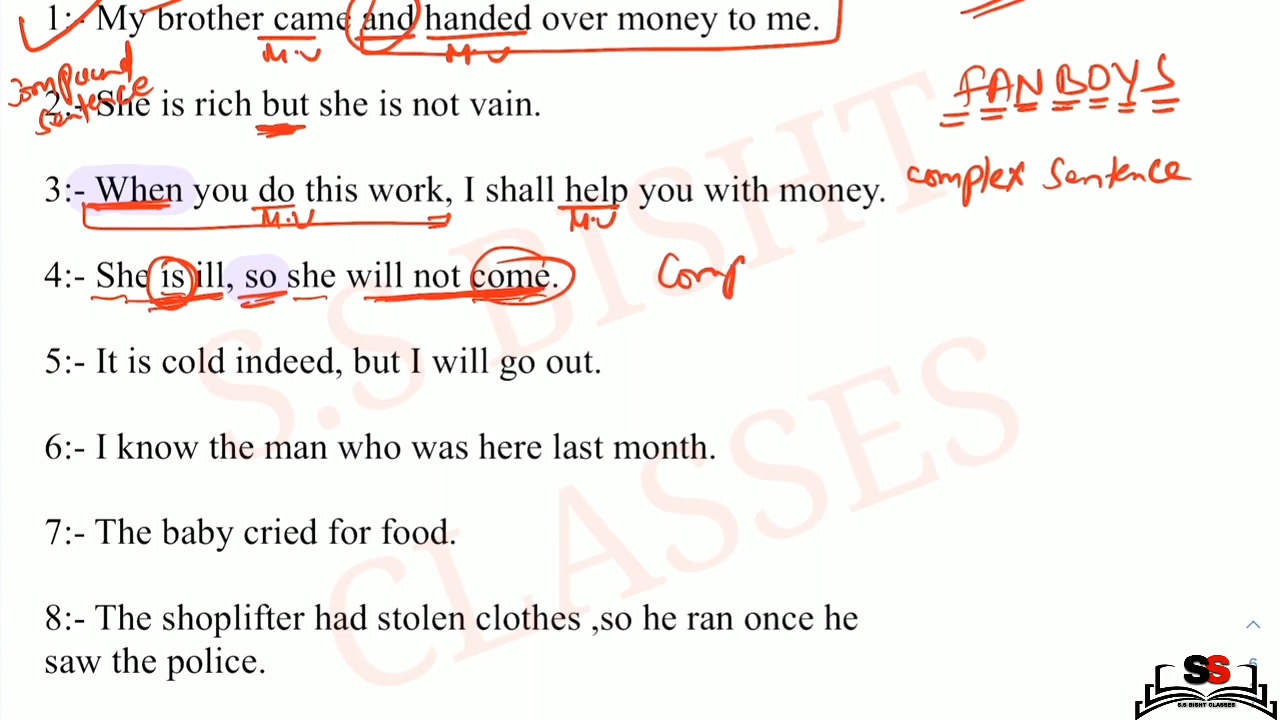 1:- My brother came and handed over money to me.
M.V M.V
compound
sentence
FANBOYS
2:- She is rich but she is not vain.
3:- When you do this work, I shall help you with money.
M.V M.V
complex sentence
4:- She is ill, so she will not come.
Comp
5:- It is cold indeed, but I will go out.
6:- I know the man who was here last month.
7:- The baby cried for food.
8:- The shoplifter had stolen clothes ,so he ran once he
saw the police.
S.S BISHT
CLASSES
6
SS
S.S BISHT CLASSES